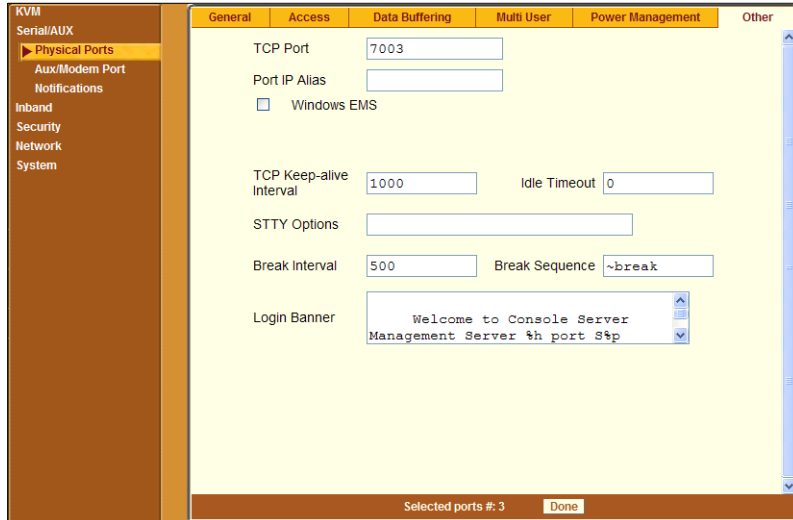 KVM
Serial/AUX
Physical Ports
Aux/Modem Port
Notifications
Inband
Security
Network
System
General Access Data Buffering Multi User Power Management Other
TCP Port 7003
Port IP Alias
Windows EMS
TCP Keep-alive
Interval 1000 Idle Timeout 0
STTY Options
Break Interval 500 Break Sequence ~break
Login Banner
Welcome to Console Server
Management Server %h port S%p
Selected ports #: 3 Done